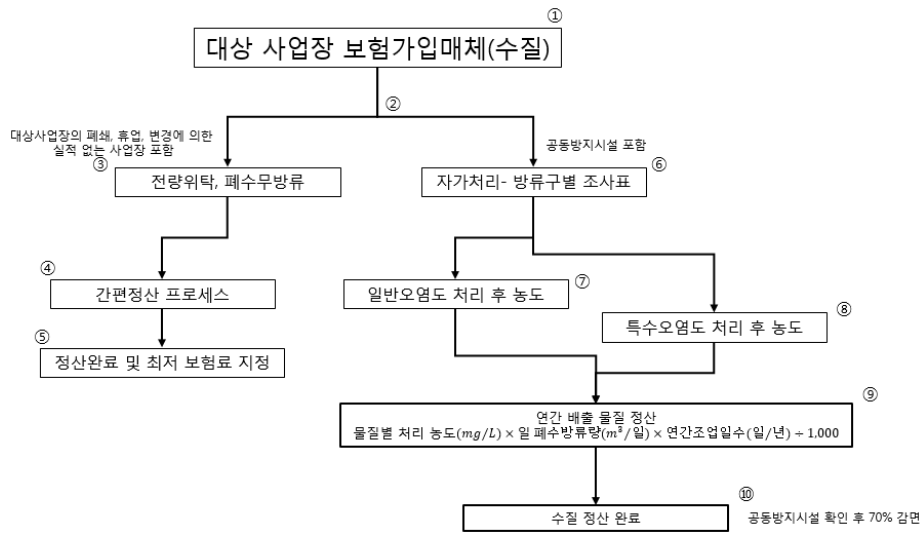 ①
대상 사업장 보험가입매체(수질)
②
대상사업장의 폐쇄, 휴업, 변경에 의한
실적 없는 사업장 포함
공동방지시설 포함
③
⑥
전량위탁, 폐수무방류
자가처리- 방류구별 조사표
④
⑦
간편정산 프로세스
일반오염도 처리 후 농도
⑧
⑤
특수오염도 처리 후 농도
정산완료 및 최저 보험료 지정
⑨
연간 배출 물질 정산
물질별 처리 농도(mg/L) × 일 폐수방류량(m³/일) × 연간조업일수(일/년) ÷ 1,000
⑩
수질 정산 완료
공동방지시설 확인 후 70% 감면